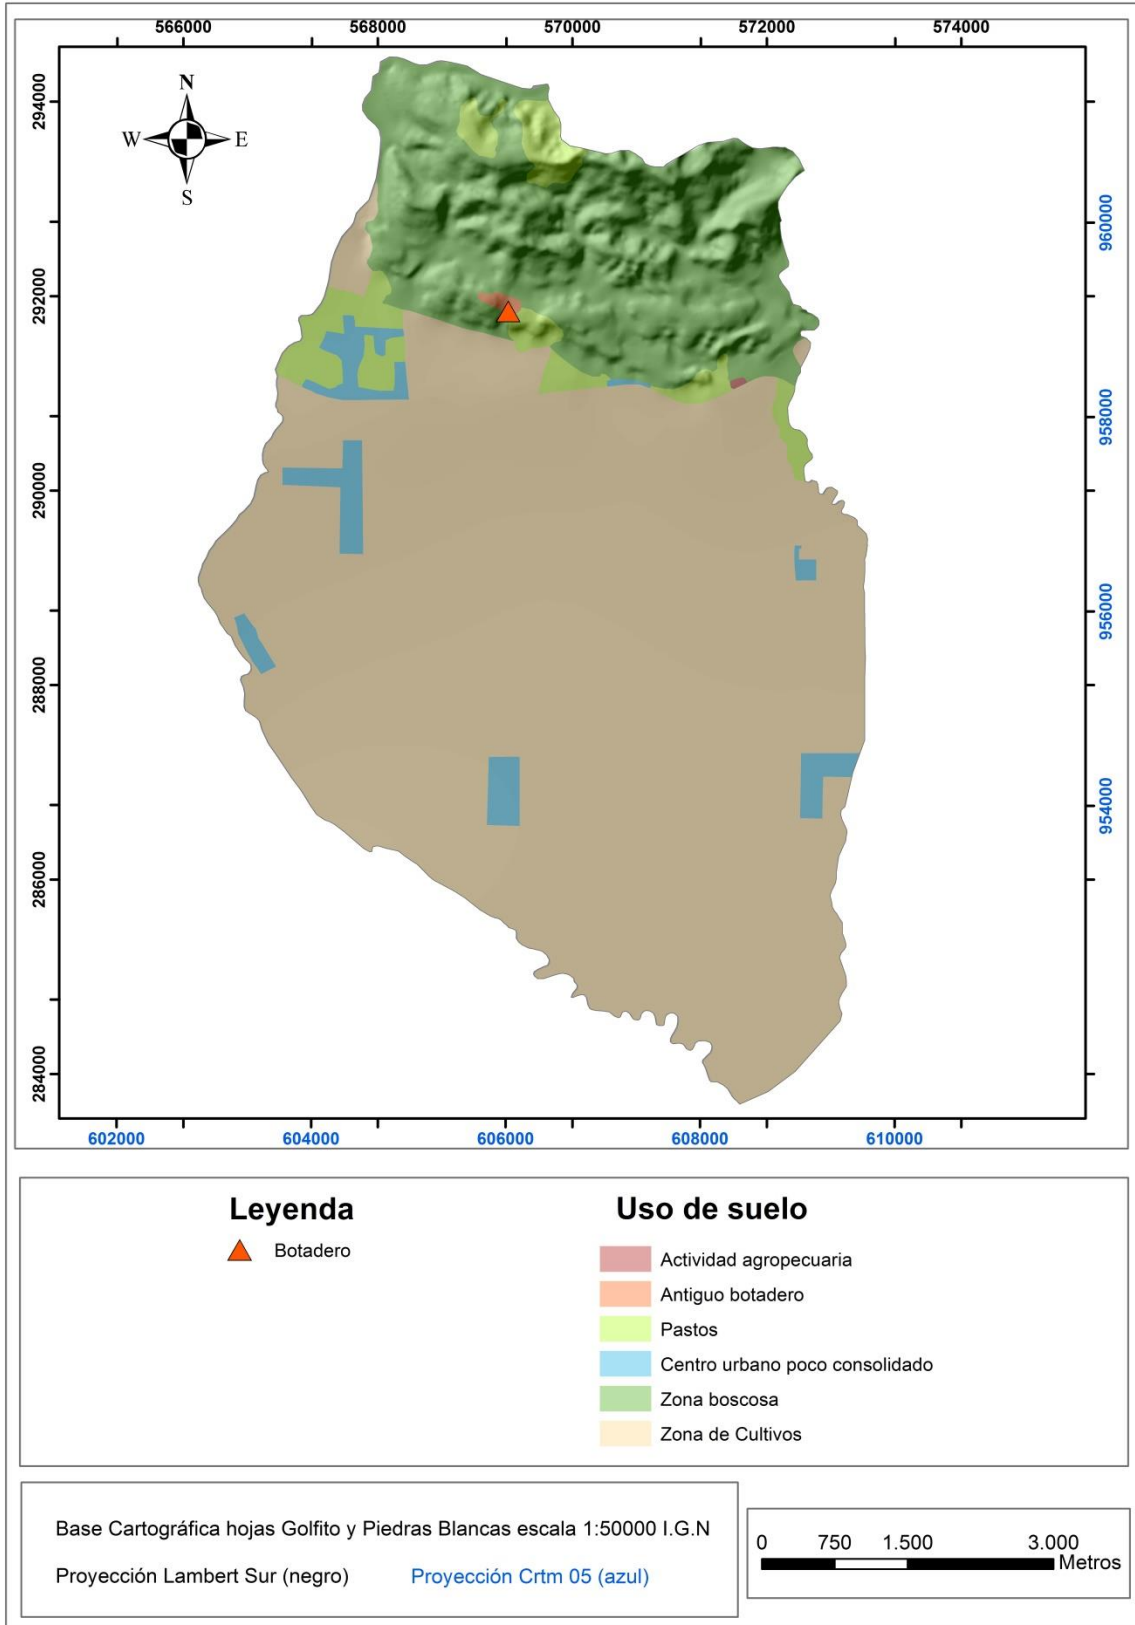 566000 568000 570000 572000 574000
N
W E
S
294000
292000
290000
288000
286000
284000
960000
958000
956000
954000
602000 604000 606000 608000 610000
Leyenda
Botadero
Uso de suelo
Actividad agropecuaria
Antiguo botadero
Pastos
Centro urbano poco consolidado
Zona boscosa
Zona de Cultivos
Base Cartográfica hojas Golfito y Piedras Blancas escala 1:50000 I.G.N
Proyección Lambert Sur (negro) Proyección Crtm 05 (azul)
0 750 1.500 3.000
Metros